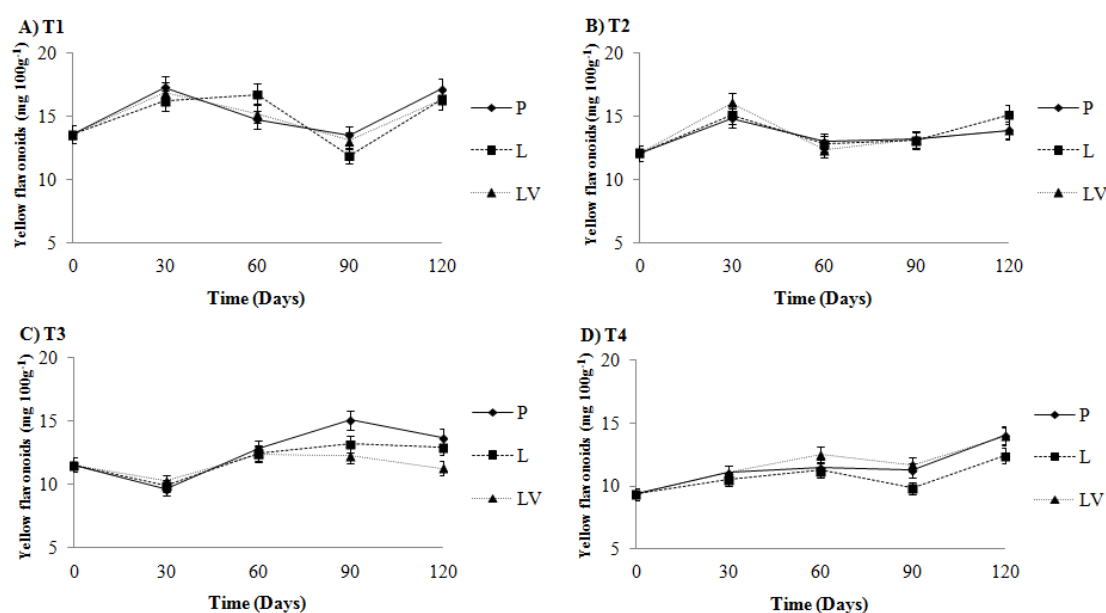 A) T1
Yellow flavonoids (mg 100g-1)
20
15
10
5
0 30 60 90 120
Time (Days)
P
L
LV
B) T2
Yellow flavonoids (mg 100g-1)
20
15
10
5
0 30 60 90 120
Time (Days)
P
L
LV
C) T3
Yellow flavonoids (mg 100g-1)
20
15
10
5
0 30 60 90 120
Time (Days)
P
L
LV
D) T4
Yellow flavonoids (mg 100g-1)
20
15
10
5
0 30 60 90 120
Time (Days)
P
L
LV